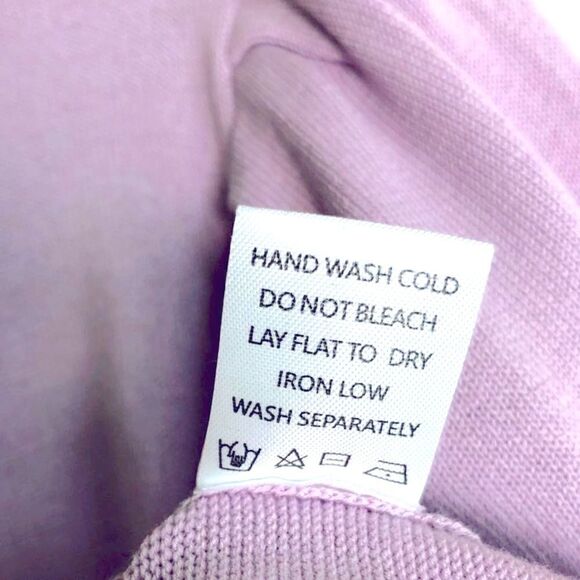 HAND WASH COLD
DO NOT BLEACH
LAY FLAT TO DRY
IRON LOW
WASH SEPARATELY